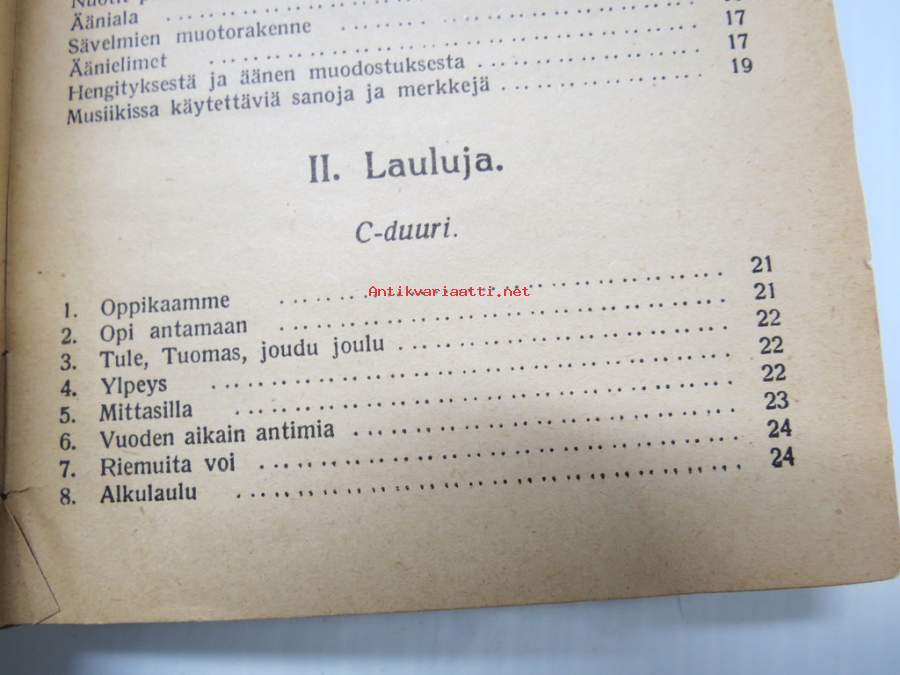 Nuotit
Ääniala
Sävelmien muotorakenne
Äänielimet ........ 17
Hengityksestä ja äänen muodostuksesta ........ 17
Musiikissa käytettäviä sanoja ja merkkejä ........ 19
II. Lauluja.
C-duuri.
Antikvariaatti.net
1. Oppikaamme ........ 21
2. Opi antamaan ........ 21
3. Tule, Tuomas, joudu joulu ........ 22
4. Ylpeys ........ 22
5. Mittasilla ........ 22
6. Vuoden aikain antimia ........ 23
7. Riemuita voi ........ 24
8. Alkulaulu ........ 24